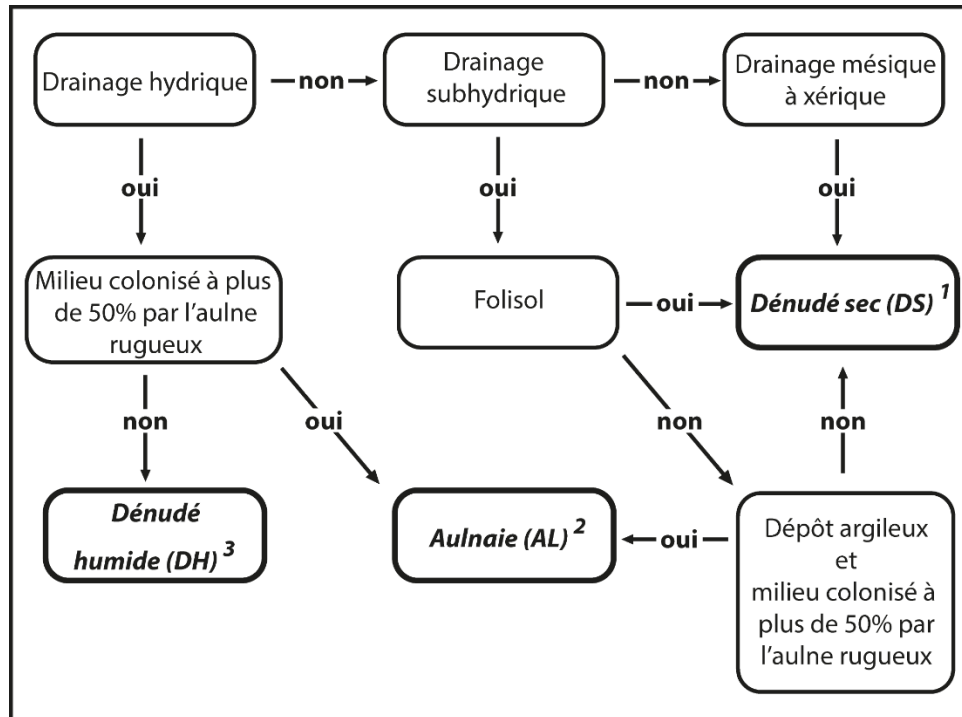 Drainage hydrique
non
Drainage
subhydrique
non
Drainage mésique
à xérique
oui
oui
oui
Milieu colonisé à plus
de 50% par l'aulne
rugueux
Folisol
oui
Dénudé sec (DS) 1
non
oui
non
non
Dénudé
humide (DH) 3
Aulnaie (AL) 2
oui
Dépôt argileux
et
milieu colonisé à
plus de 50% par
l'aulne rugueux